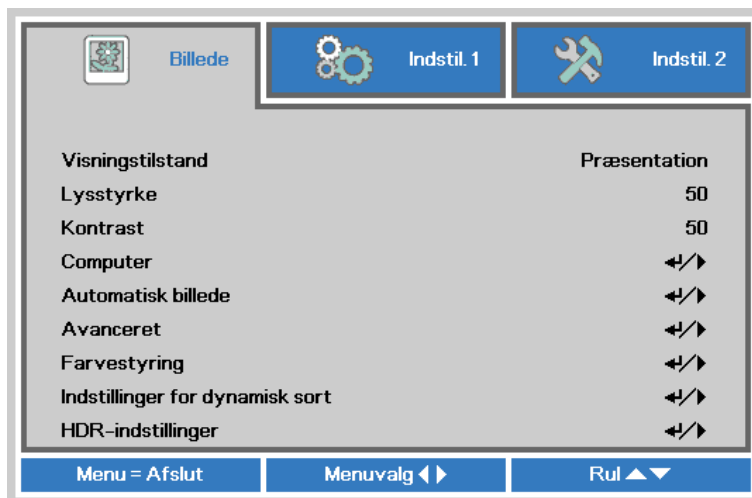 Billede Indstil. 1 Indstil. 2
Visningstilstand Præsentation
Lysstyrke 50
Kontrast 50
Computer ↵/▶
Automatisk billede ↵/▶
Avanceret ↵/▶
Farvestyring ↵/▶
Indstillinger for dynamisk sort ↵/▶
HDR-indstillinger ↵/▶
Menu = Afslut Menuvalg ◀▶ Rul ▲▼